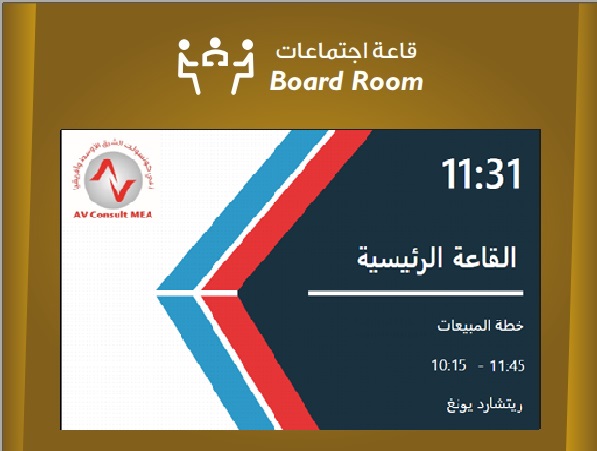 قاعة اجتماعات
Board Room
AV Consult MEA
11:31
القاعة الرئيسية
خطة المبيعات
10:15 - 11:45
ريتشارد يونغ